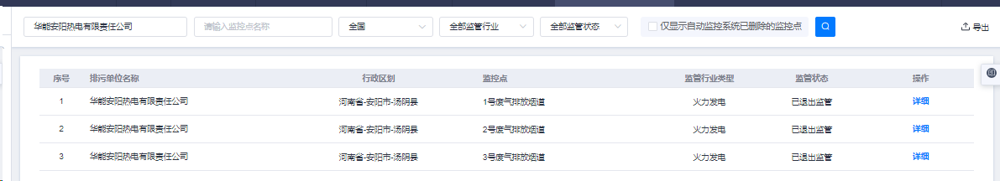 华能安阳热电有限责任公司 请输入监控点名称 全国 全部监管行业 全部监管状态 仅显示自动监控系统已删除的监控点 导出
序号 排污单位名称 行政区划 监控点 监管行业类型 监管状态 操作
1 华能安阳热电有限责任公司 河南省-安阳市-汤阴县 1号废气排放烟道 火力发电 已退出监管 详细
2 华能安阳热电有限责任公司 河南省-安阳市-汤阴县 2号废气排放烟道 火力发电 已退出监管 详细
3 华能安阳热电有限责任公司 河南省-安阳市-汤阴县 3号废气排放烟道 火力发电 已退出监管 详细